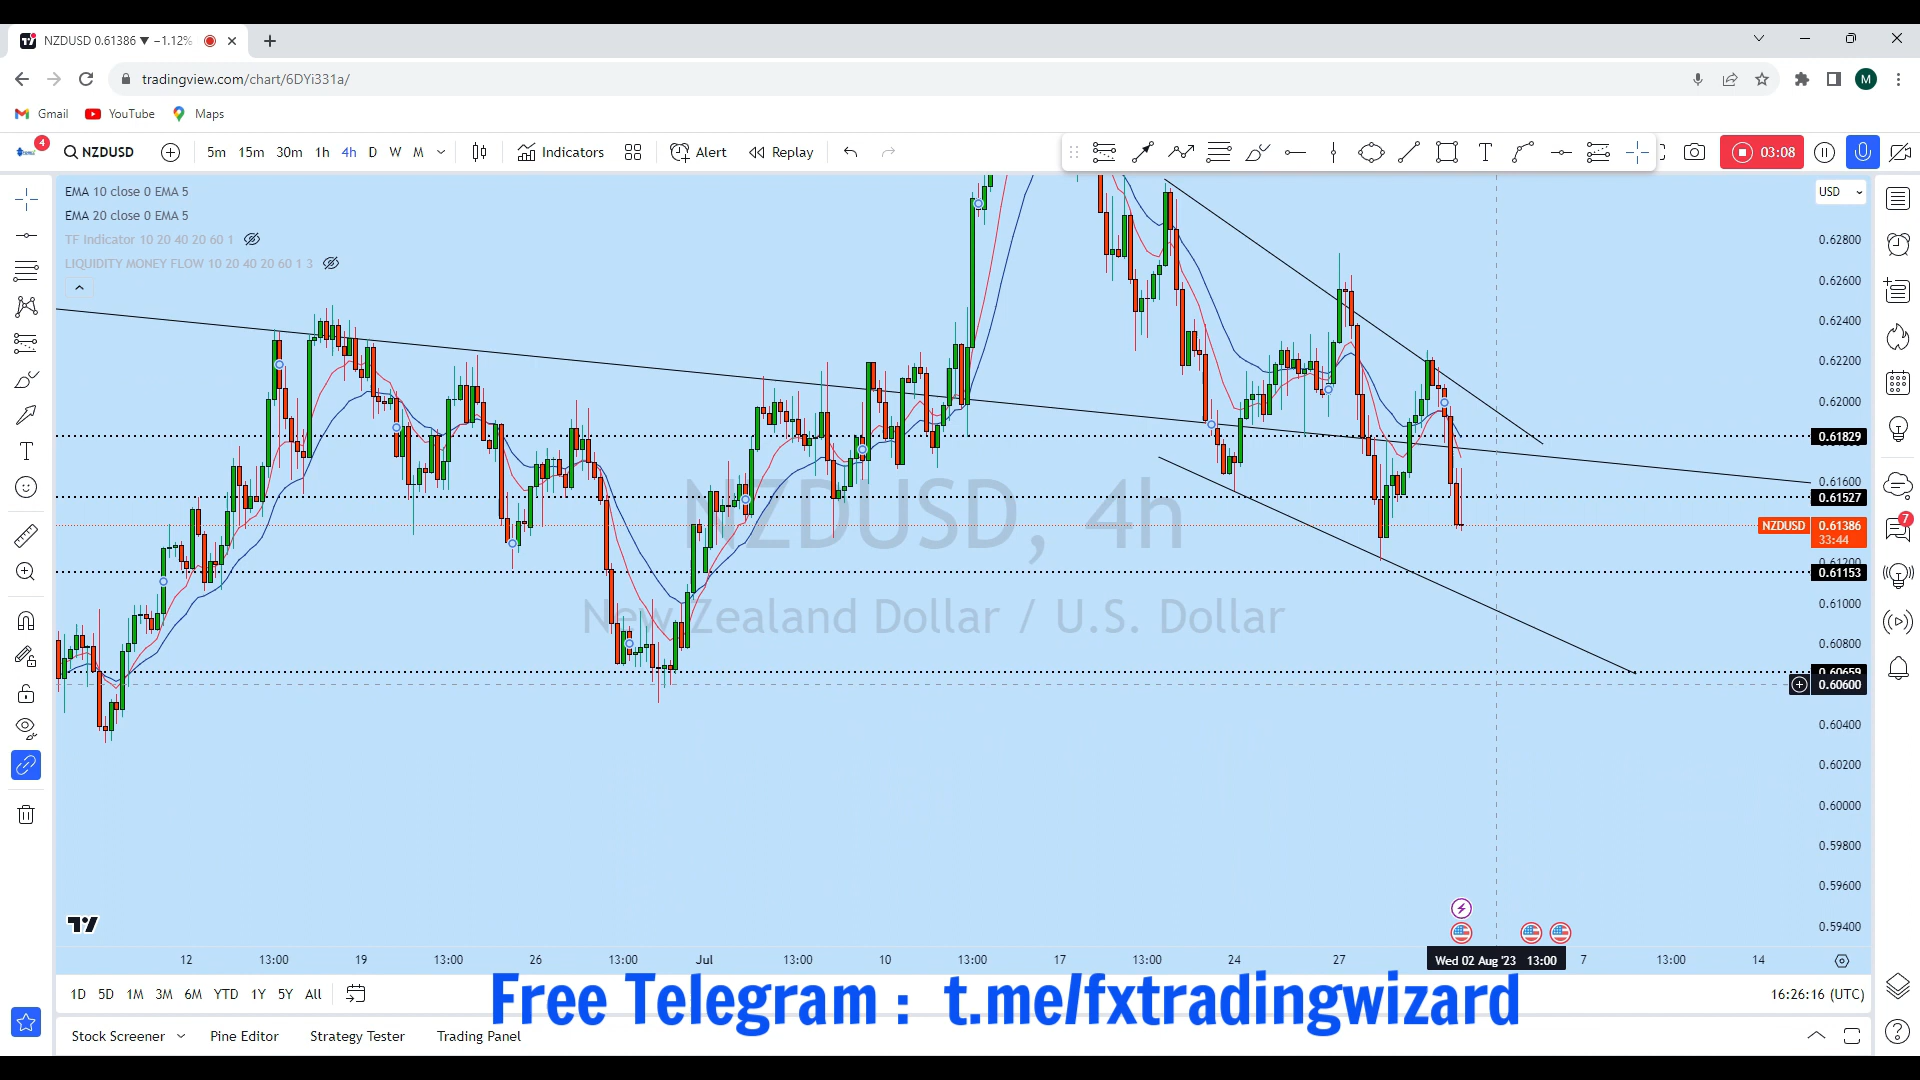 NZDUSD 0.61386 ▼ −1.12%
tradingview.com/chart/6DYi331a/
M
Gmail YouTube Maps
4
NZDUSD 5m 15m 30m 1h 4h D W M Indicators Alert Replay T 03:08
EMA 10 close 0 EMA 5
EMA 20 close 0 EMA 5
TF Indicator 10 20 40 20 60 1
LIQUIDITY MONEY FLOW 10 20 40 20 60 1 3
USD
0.62800
0.62600
0.62400
0.62200
0.62000
0.61829
0.61600
0.61527
NZDUSD 0.61386
33:44
0.61200
0.61153
0.61000
0.60800
0.60659
0.60600
0.60400
0.60200
0.60000
0.59800
0.59600
0.59400
NZDUSD, 4h
New Zealand Dollar / U.S. Dollar
7
12 13:00 19 13:00 26 13:00 Jul 13:00 10 13:00 17 13:00 24 27 Wed 02 Aug '23 13:00 7 13:00 14
1D 5D 1M 3M 6M YTD 1Y 5Y All
16:26:16 (UTC)
Free Telegram : t.me/fxtradingwizard
Stock Screener Pine Editor Strategy Tester Trading Panel